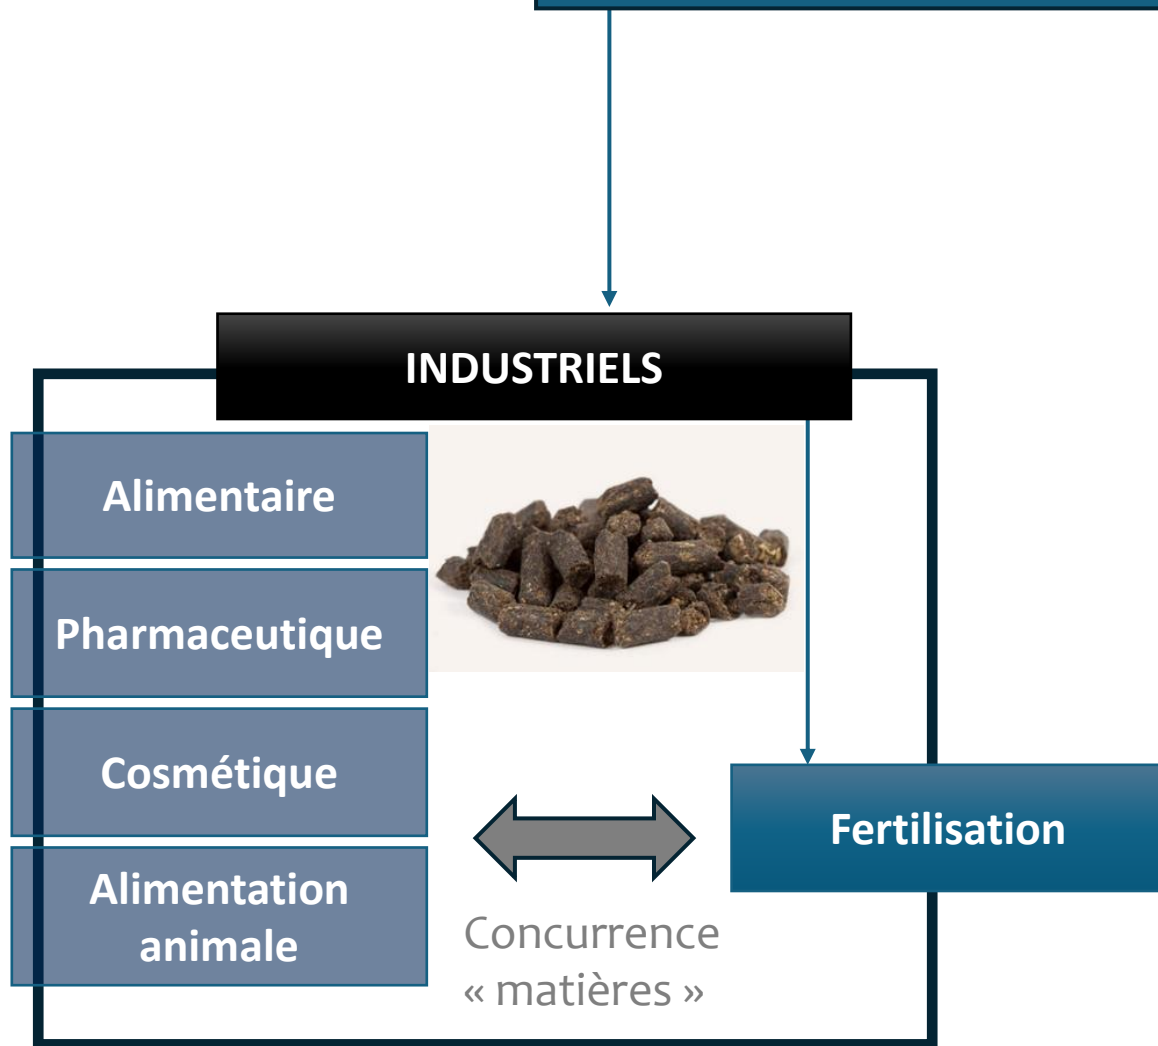 INDUSTRIELS
Alimentaire
Pharmaceutique
Cosmétique
Fertilisation
Alimentation
animale
Concurrence
« matières »